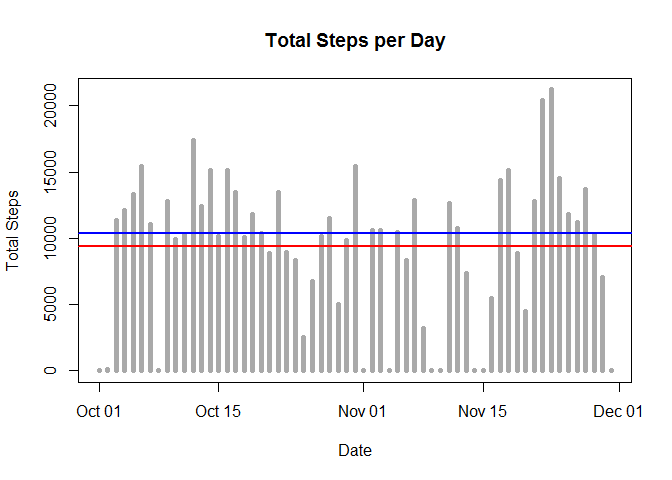 Total Steps per Day
Total Steps
20000
15000
10000
5000
0
Oct 01
Oct 15
Nov 01
Nov 15
Dec 01
Date